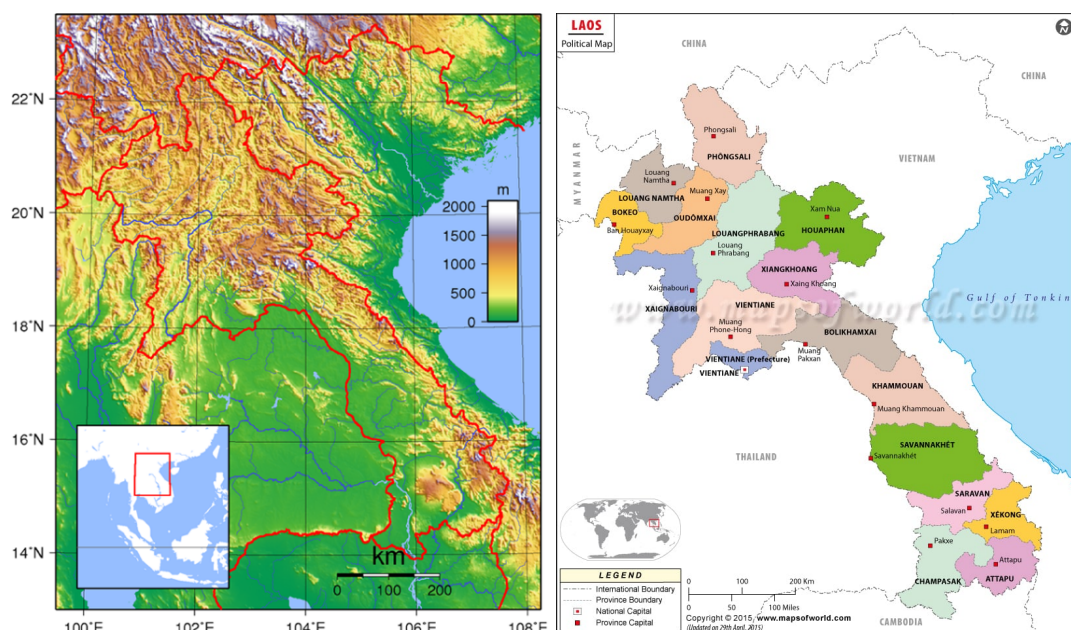 22°N
20°N
18°N
16°N
14°N
100°E
102°E
104°E
106°E
108°E
m
2000
1500
1000
500
0
km
0
100
200
LAOS
Political Map
N
CHINA
CHINA
MYANMAR
VIETNAM
Phongsali
PHÔNGSALI
Louang
Namtha
LOUANG NAMTHA
Muang Xay
OUDÔMXAI
BOKEO
Ban Houayxay
LOUANGPHRABANG
Louang
Phrabang
Xam Nua
HOUAPHAN
XIANGKHOANG
Xaing Khoang
Xaignabouri
XAIGNABOURI
VIENTIANE
Muang
Phone-Hong
www.mapsofworld.com
Gulf of Tonkin
BOLIKHAMXAI
Muang
Pakxan
VIENTIANE (Prefecture)
VIENTIANE
KHAMMOUAN
Muang Khammouan
SAVANNAKHÉT
Savannakhét
THAILAND
SARAVAN
Salavan
XÉKONG
Lamam
Pakxe
Attapu
CHAMPASAK
ATTAPU
CAMBODIA
LEGEND
International Boundary
Province Boundary
National Capital
Province Capital
0 100 200 Km
0 50 100 Miles
Copyright © 2015, www.mapsofworld.com
(Updated on 29th April, 2015)